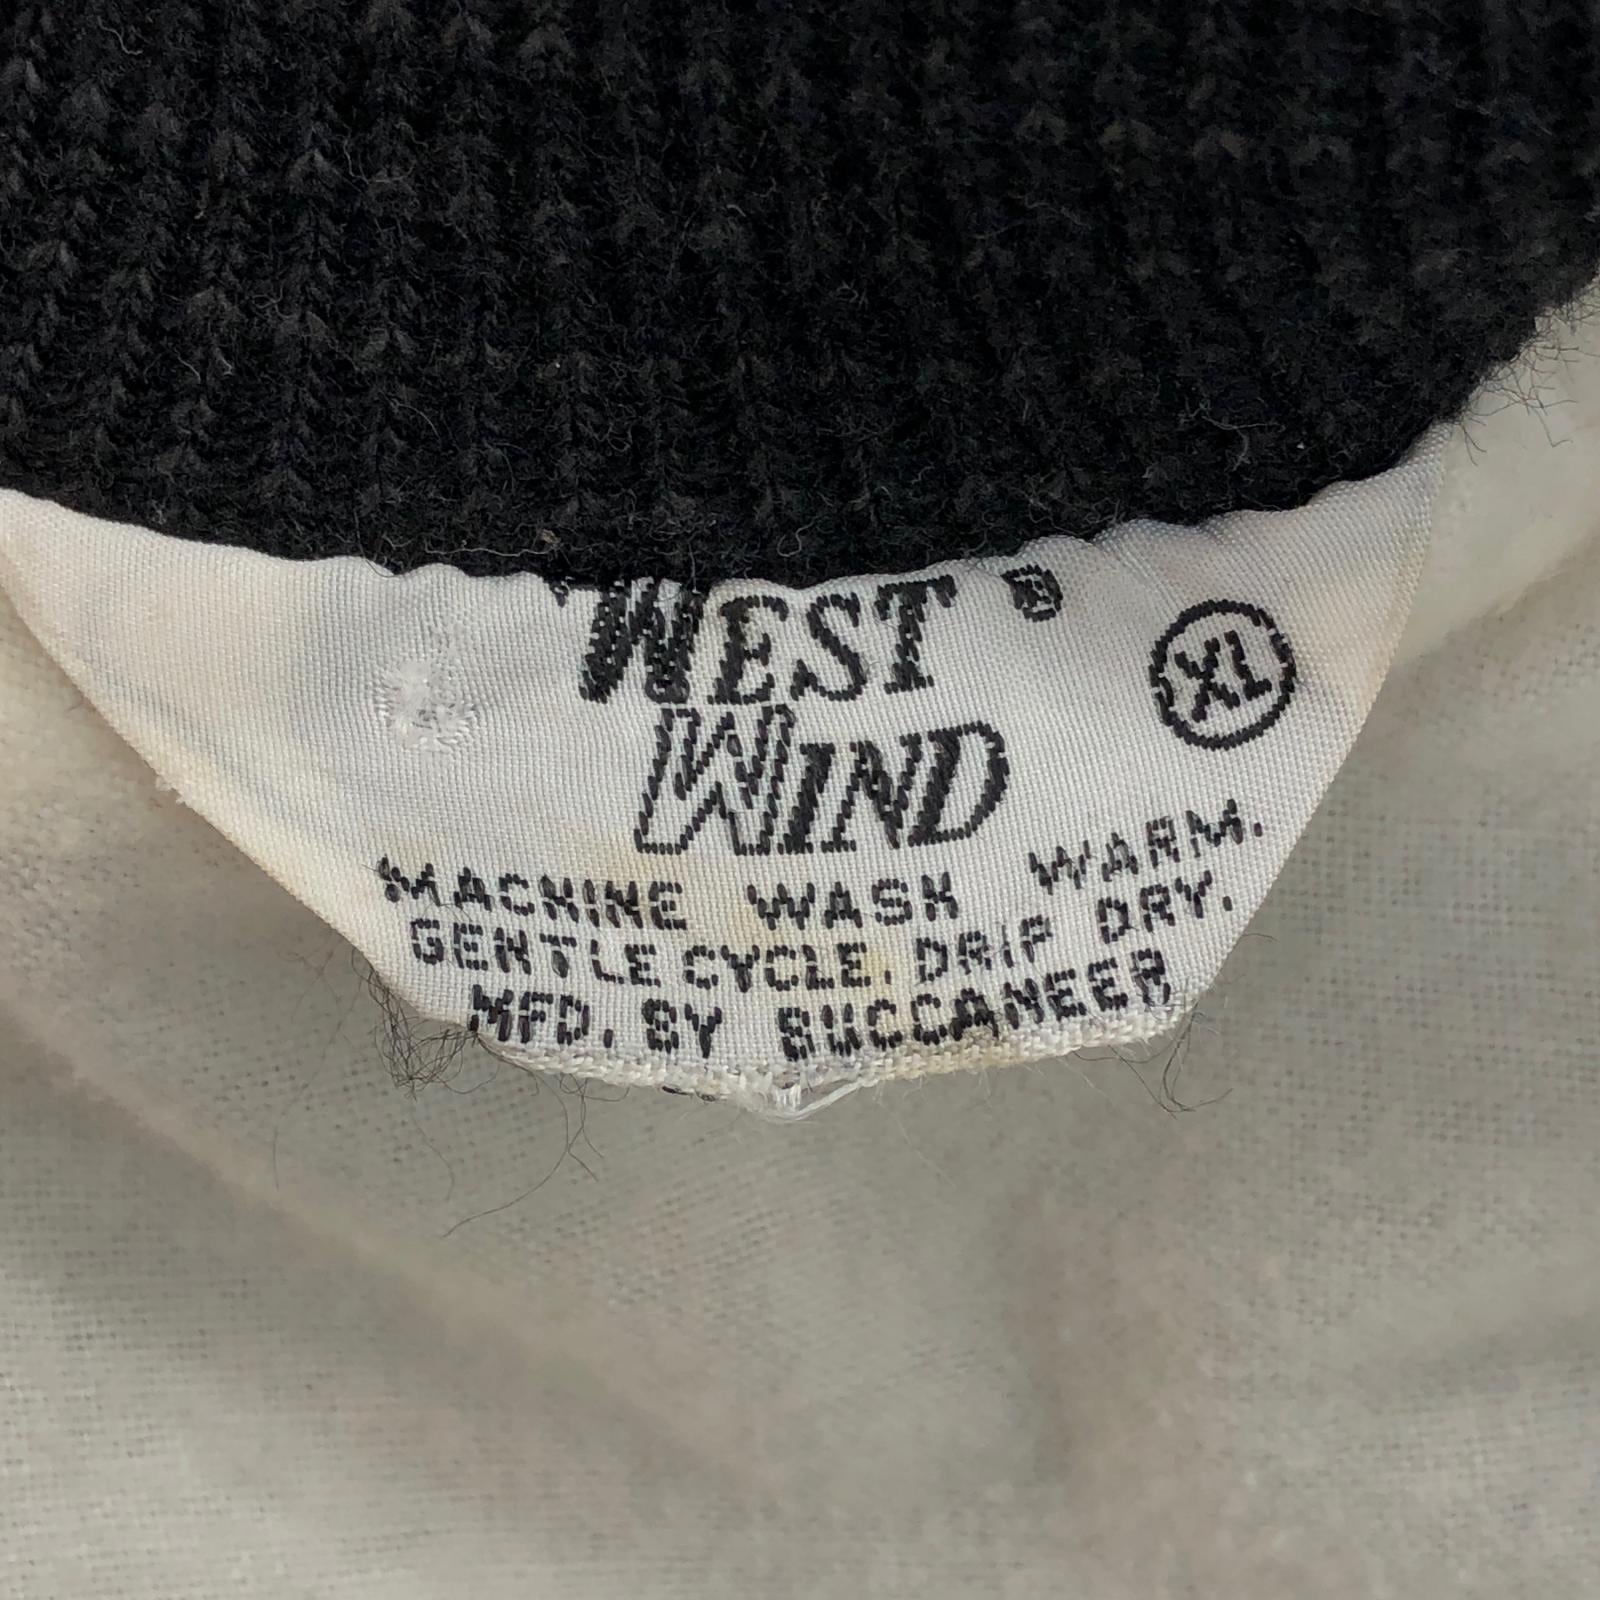 WEST ®
WIND
XL
MACHINE WASH WARM.
GENTLE CYCLE. DRIP DRY.
MFD. BY BUCCANEER